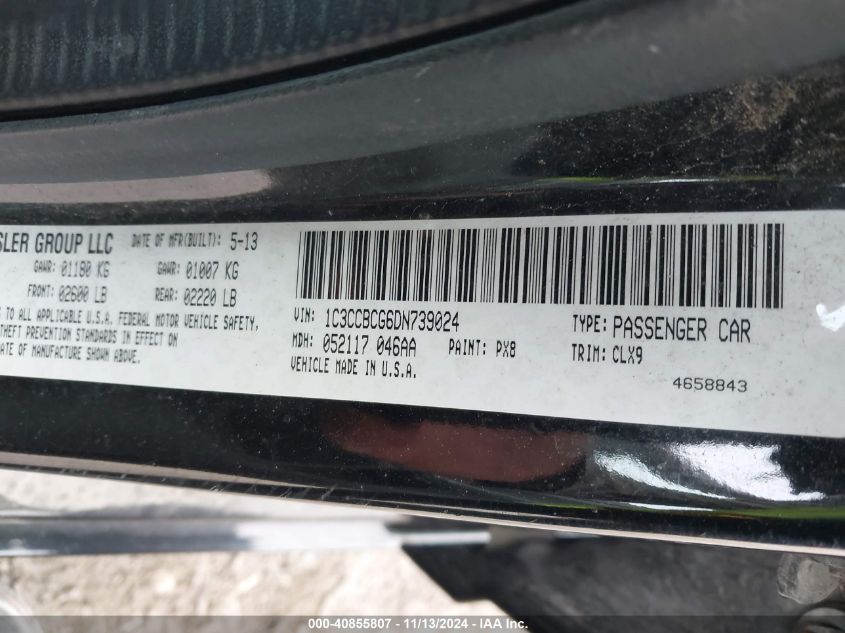 SLER GROUP LLC DATE OF MFR(BUILT): 5-13
GAWR: 01180 KG GAWR: 01007 KG
FRONT: 02600 LB REAR: 02220 LB
G TO ALL APPLICABLE U.S.A. FEDERAL MOTOR VEHICLE SAFETY,
THEFT PREVENTION STANDARDS IN EFFECT ON
ATE OF MANUFACTURE SHOWN ABOVE.
VIN: 1C3CCBCG6DN739024 TYPE: PASSENGER CAR
MDH: 052117 046AA PAINT: PX8 TRIM: CLX9
VEHICLE MADE IN U.S.A.
4658843
000-40855807 - 11/13/2024 - IAA Inc.